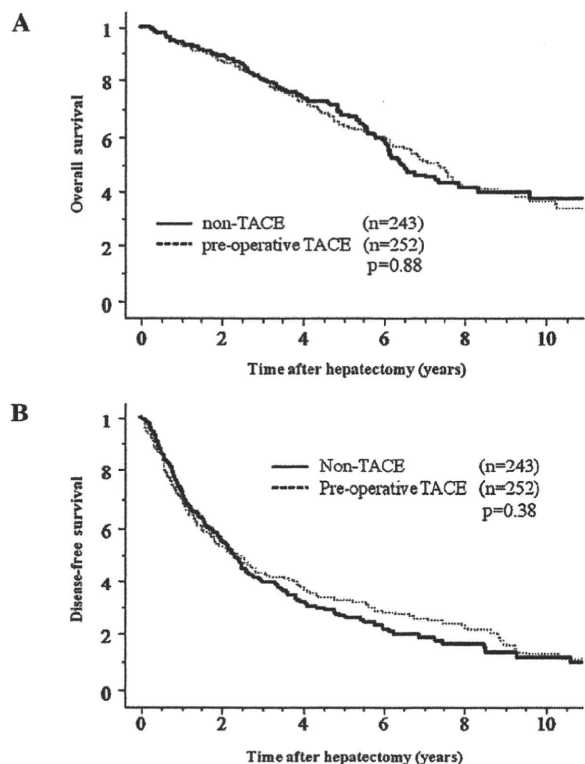 A
Overall survival
1
8
6
4
2
0
non-TACE (n=243)
pre-operative TACE (n=252)
p=0.88
0 2 4 6 8 10
Time after hepatectomy (years)
B
Disease-free survival
1
8
6
4
2
0
Non-TACE (n=243)
Pre-operative TACE (n=252)
p=0.38
0 2 4 6 8 10
Time after hepatectomy (years)